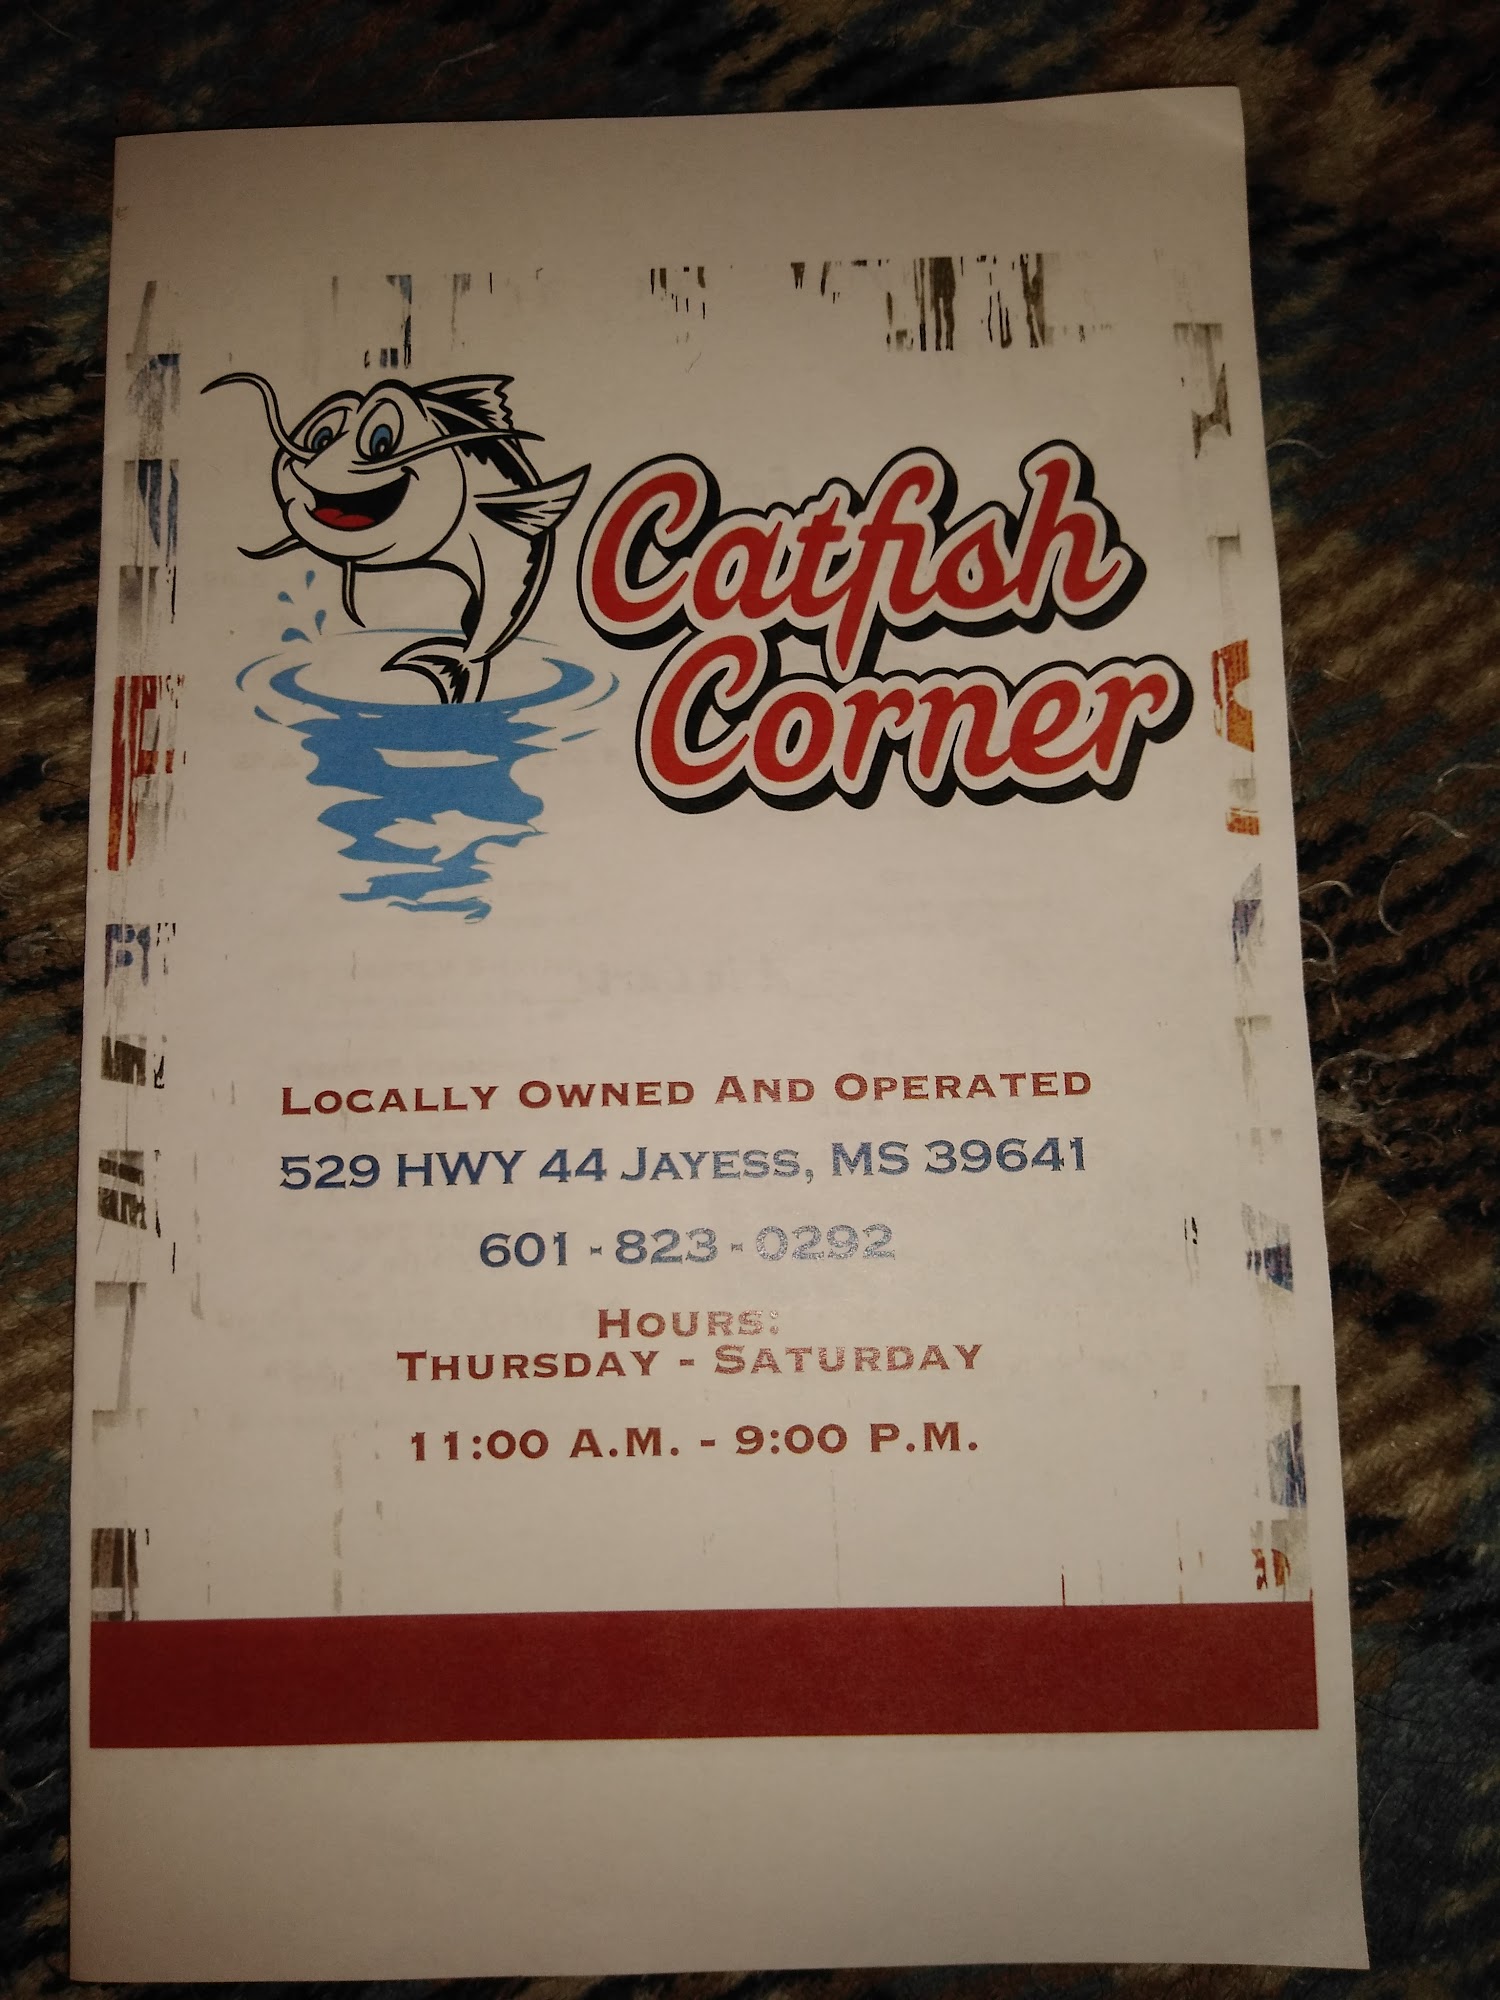 Catfish
Corner
Locally Owned And Operated
529 HWY 44 Jayess, MS 39641
601-823-0292
Hours:
Thursday - Saturday
11:00 A.M. - 9:00 P.M.